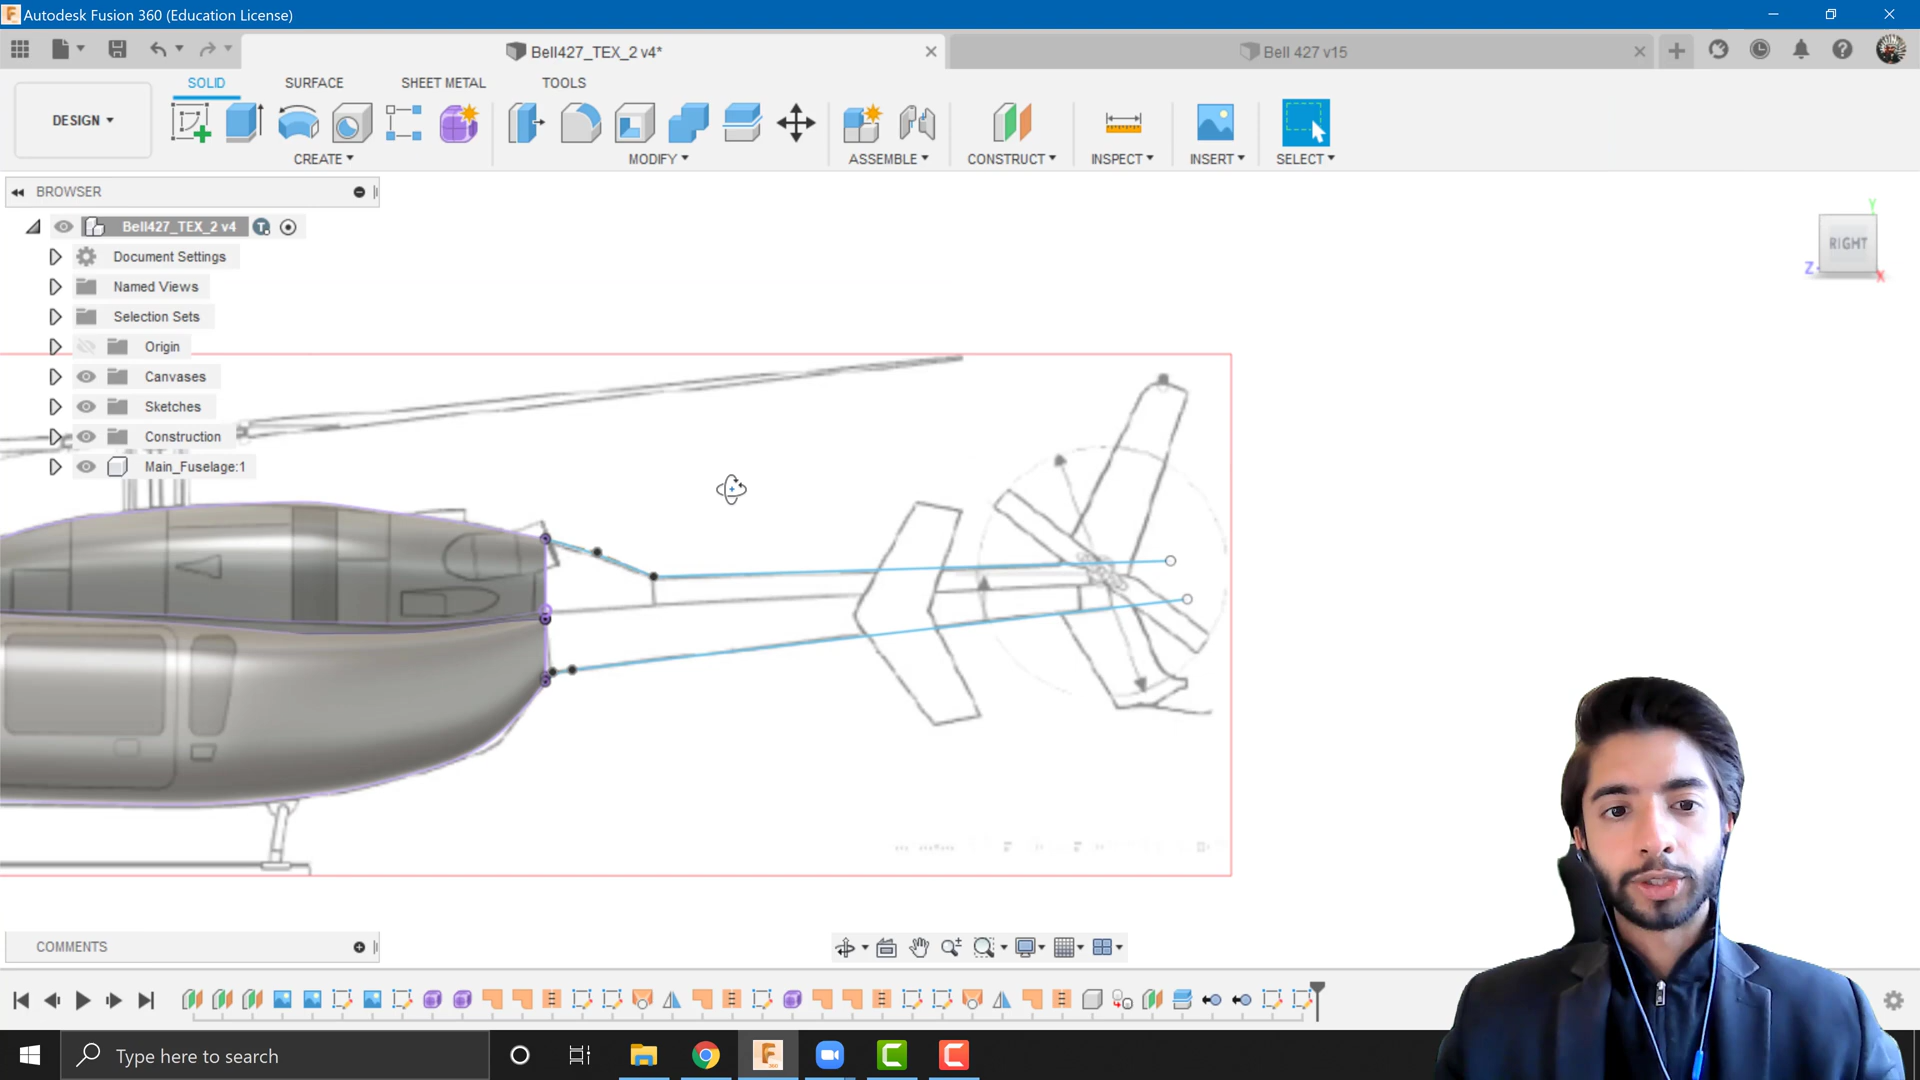 Autodesk Fusion 360 (Education License)
Bell427_TEX_2 v4*
Bell 427 v15
SOLID
SURFACE
SHEET METAL
TOOLS
DESIGN
CREATE
MODIFY
ASSEMBLE
CONSTRUCT
INSPECT
INSERT
SELECT
BROWSER
Bell427_TEX_2 v4
Document Settings
Named Views
Selection Sets
Origin
Canvases
Sketches
Construction
Main_Fuselage:1
Y
RIGHT
Z
X
COMMENTS
Type here to search